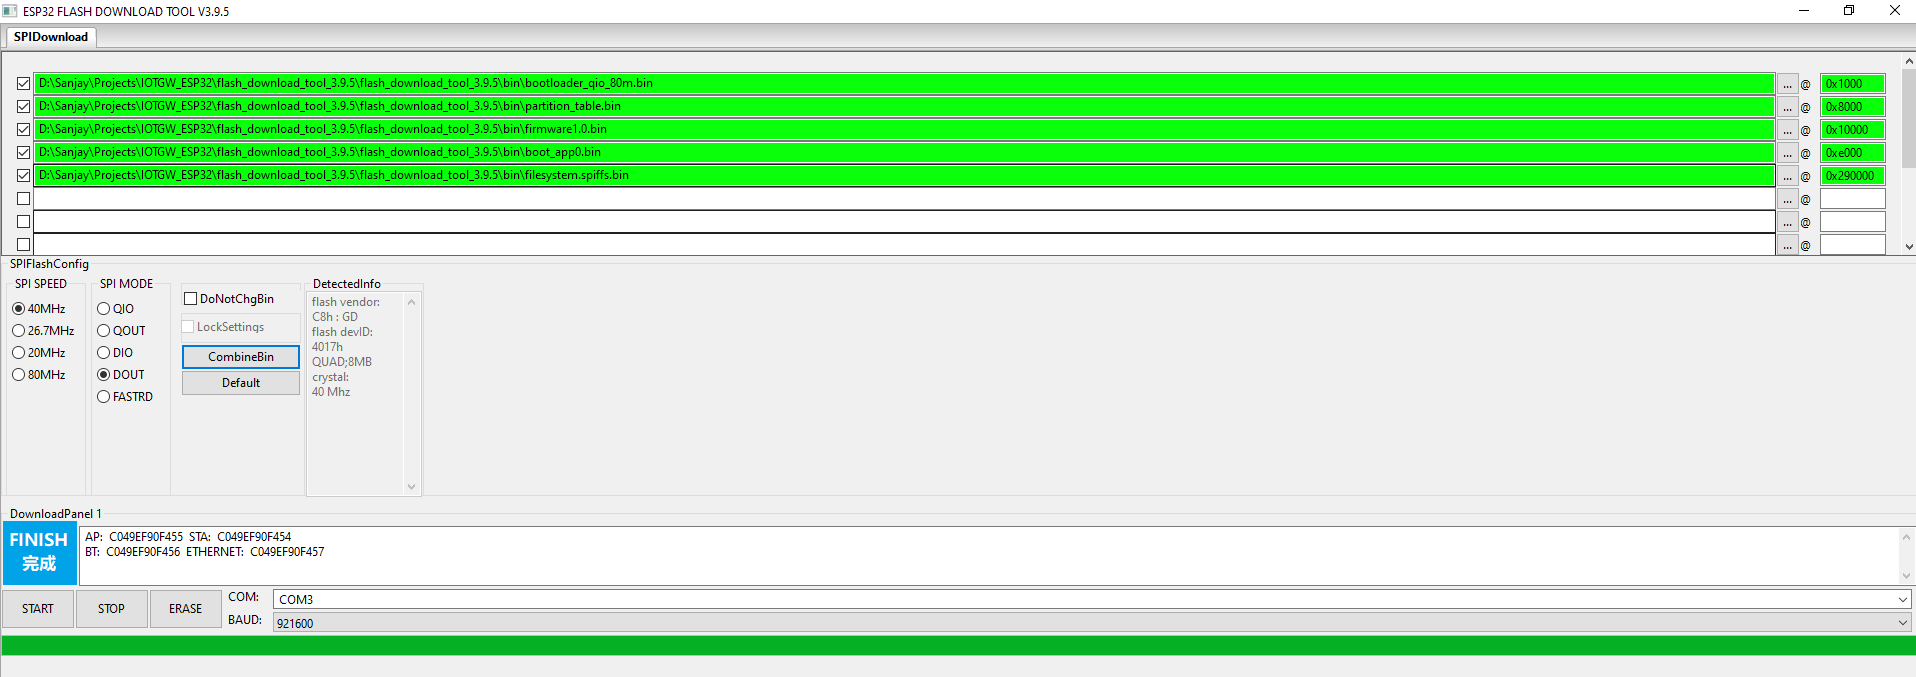 ESP32 FLASH DOWNLOAD TOOL V3.9.5
SPIDownload
D:\Sanjay\Projects\IOTGW_ESP32\flash_download_tool_3.9.5\flash_download_tool_3.9.5\bin\bootloader_qio_80m.bin ... @ 0x1000
D:\Sanjay\Projects\IOTGW_ESP32\flash_download_tool_3.9.5\flash_download_tool_3.9.5\bin\partition_table.bin ... @ 0x8000
D:\Sanjay\Projects\IOTGW_ESP32\flash_download_tool_3.9.5\flash_download_tool_3.9.5\bin\firmware1.0.bin ... @ 0x10000
D:\Sanjay\Projects\IOTGW_ESP32\flash_download_tool_3.9.5\flash_download_tool_3.9.5\bin\boot_app0.bin ... @ 0xe000
D:\Sanjay\Projects\IOTGW_ESP32\flash_download_tool_3.9.5\flash_download_tool_3.9.5\bin\filesystem.spiffs.bin ... @ 0x290000
... @
... @
... @
SPIFlashConfig
SPI SPEED
40MHz
26.7MHz
20MHz
80MHz
SPI MODE
QIO
QOUT
DIO
DOUT
FASTRD
DoNotChgBin
LockSettings
CombineBin
Default
DetectedInfo
flash vendor:
C8h : GD
flash devID:
4017h
QUAD;8MB
crystal:
40 Mhz
DownloadPanel 1
FINISH
完成
AP: C049EF90F455 STA: C049EF90F454
BT: C049EF90F456 ETHERNET: C049EF90F457
START
STOP
ERASE
COM: COM3
BAUD: 921600